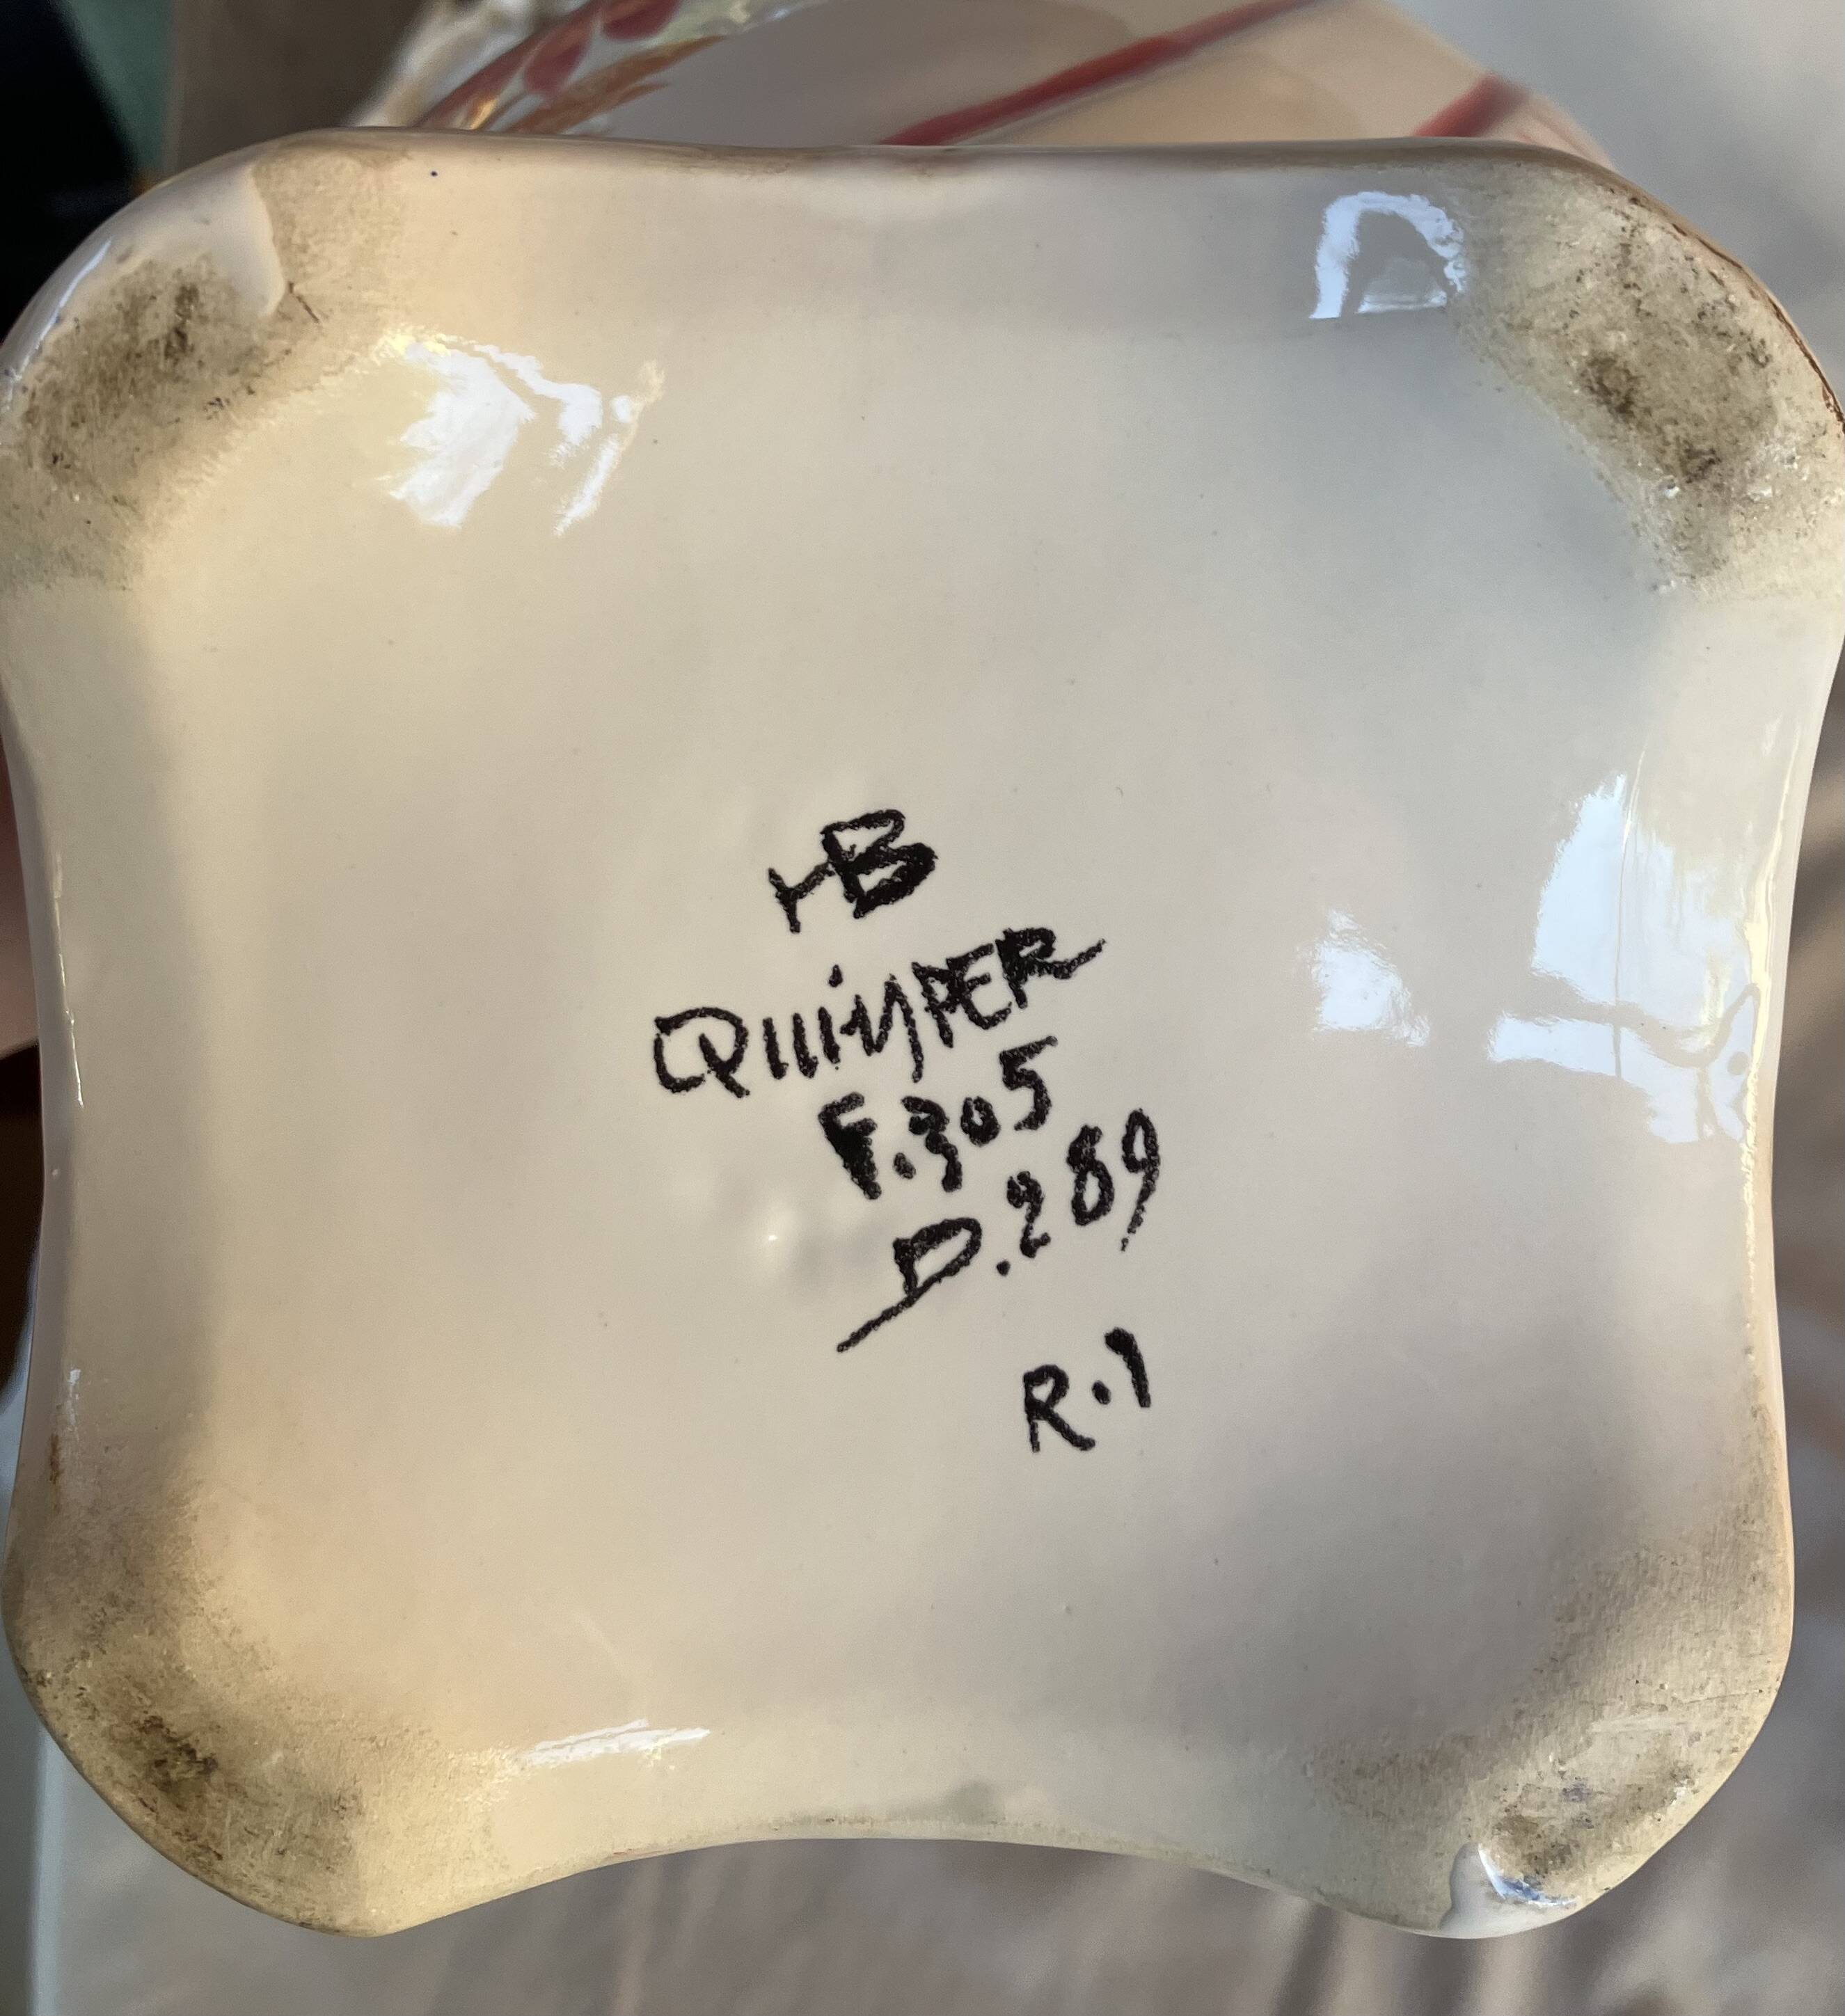 HB
QUiMPER
F.305
D.289
R.1